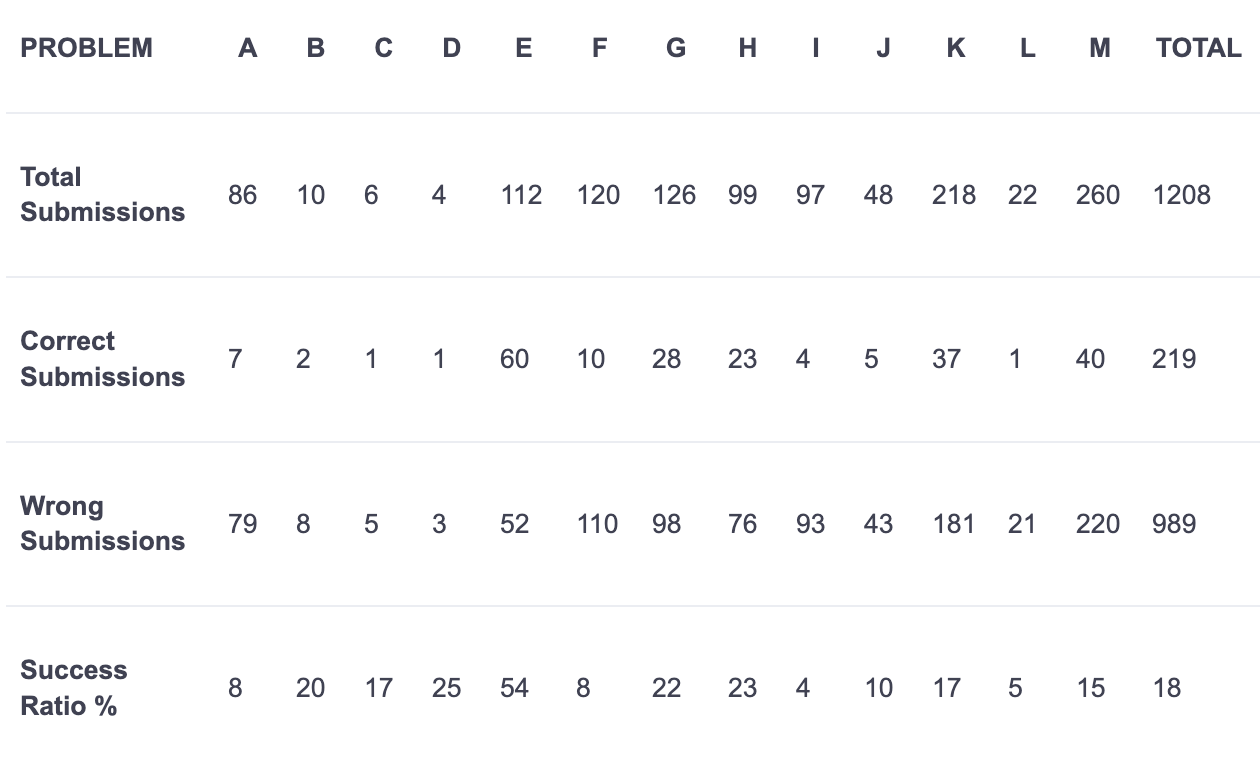 PROBLEM A B C D E F G H I J K L M TOTAL
Total
Submissions 86 10 6 4 112 120 126 99 97 48 218 22 260 1208
Correct
Submissions 7 2 1 1 60 10 28 23 4 5 37 1 40 219
Wrong
Submissions 79 8 5 3 52 110 98 76 93 43 181 21 220 989
Success
Ratio % 8 20 17 25 54 8 22 23 4 10 17 5 15 18